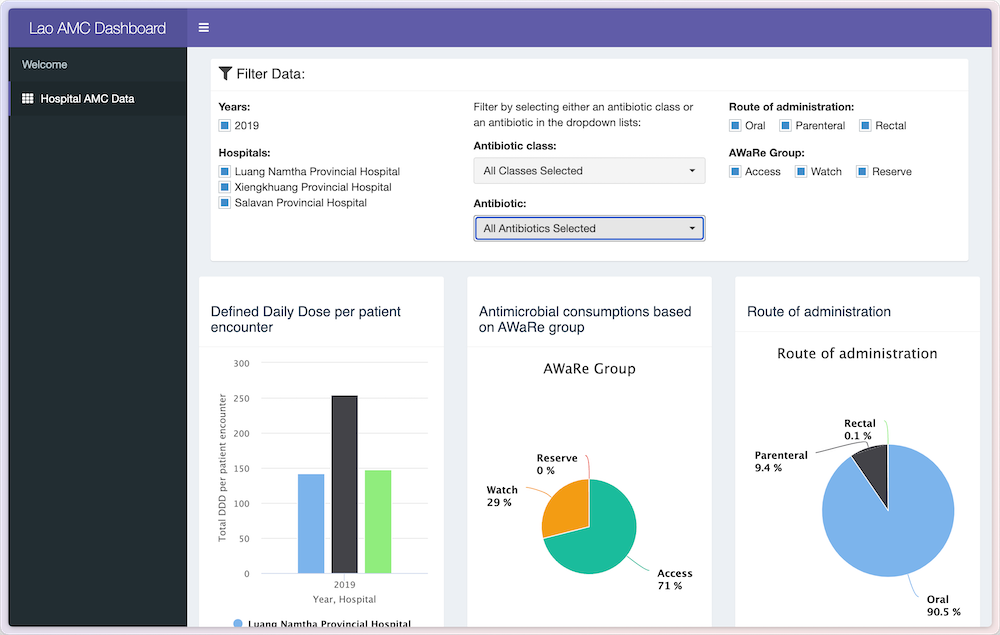 Lao AMC Dashboard
Welcome
Hospital AMC Data
Filter Data:
Years:
2019
Hospitals:
Luang Namtha Provincial Hospital
Xiengkhuang Provincial Hospital
Salavan Provincial Hospital
Filter by selecting either an antibiotic class or
an antibiotic in the dropdown lists:
Antibiotic class:
All Classes Selected
Antibiotic:
All Antibiotics Selected
Route of administration:
Oral Parenteral Rectal
AWaRe Group:
Access Watch Reserve
Defined Daily Dose per patient
encounter
300
250
200
150
100
50
0
Total DDD per patient encounter
2019
Year, Hospital
Luang Namtha Provincial Hospital
Antimicrobial consumptions based
on AWaRe group
AWaRe Group
Reserve
0 %
Watch
29 %
Access
71 %
Route of administration
Route of administration
Rectal
0.1 %
Parenteral
9.4 %
Oral
90.5 %